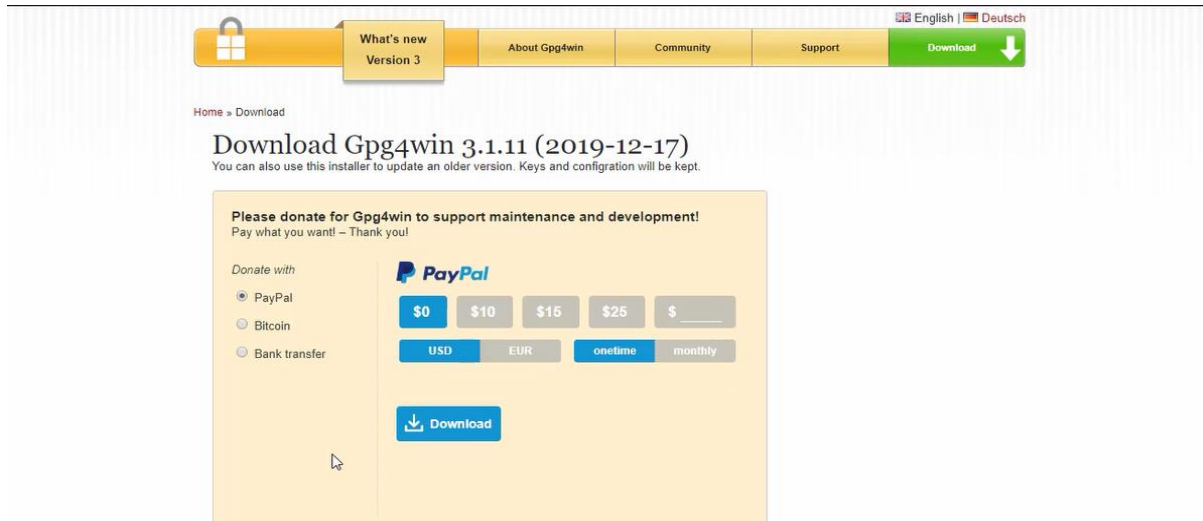 English | Deutsch
What's new
Version 3
About Gpg4win
Community
Support
Download
Home » Download
Download Gpg4win 3.1.11 (2019-12-17)
You can also use this installer to update an older version. Keys and configration will be kept.
Please donate for Gpg4win to support maintenance and development!
Pay what you want! – Thank you!
Donate with
PayPal
Bitcoin
Bank transfer
PayPal
$0 $10 $15 $25 $ ____
USD EUR onetime monthly
Download